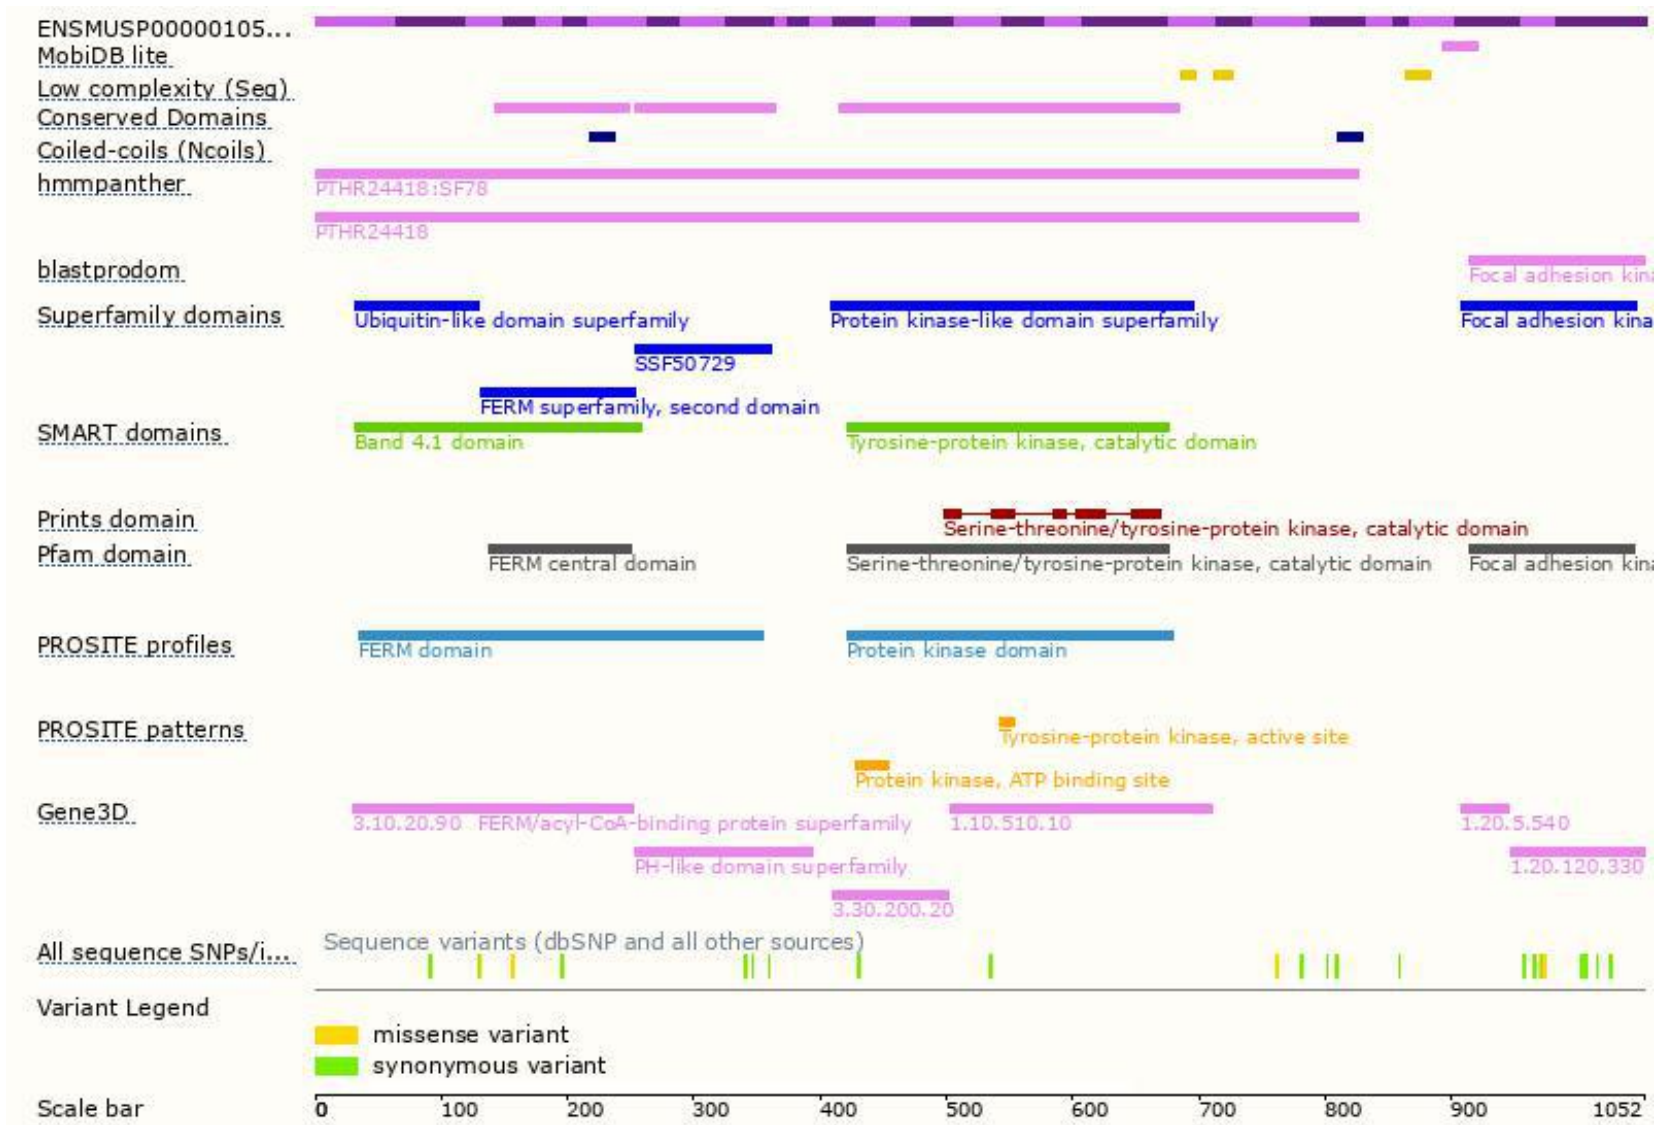 ENSMUSP00000105...
MobiDB lite
Low complexity (Seg)
Conserved Domains
Coiled-coils (Ncoils)
hmmpanther
PTHR24418:SF78
PTHR24418
blastprodom
Focal adhesion kina
Superfamily domains
Ubiquitin-like domain superfamily
Protein kinase-like domain superfamily
Focal adhesion kina
SSF50729
FERM superfamily, second domain
SMART domains
Band 4.1 domain
Tyrosine-protein kinase, catalytic domain
Prints domain
Serine-threonine/tyrosine-protein kinase, catalytic domain
Pfam domain
FERM central domain
Serine-threonine/tyrosine-protein kinase, catalytic domain
Focal adhesion kina
PROSITE profiles
FERM domain
Protein kinase domain
PROSITE patterns
Tyrosine-protein kinase, active site
Protein kinase, ATP binding site
Gene3D
3.10.20.90 FERM/acyl-CoA-binding protein superfamily
1.10.510.10
1.20.5.540
PH-like domain superfamily
1.20.120.330
3.30.200.20
All sequence SNPs/i...
Sequence variants (dbSNP and all other sources)
Variant Legend
missense variant
synonymous variant
Scale bar
0 100 200 300 400 500 600 700 800 900 1052